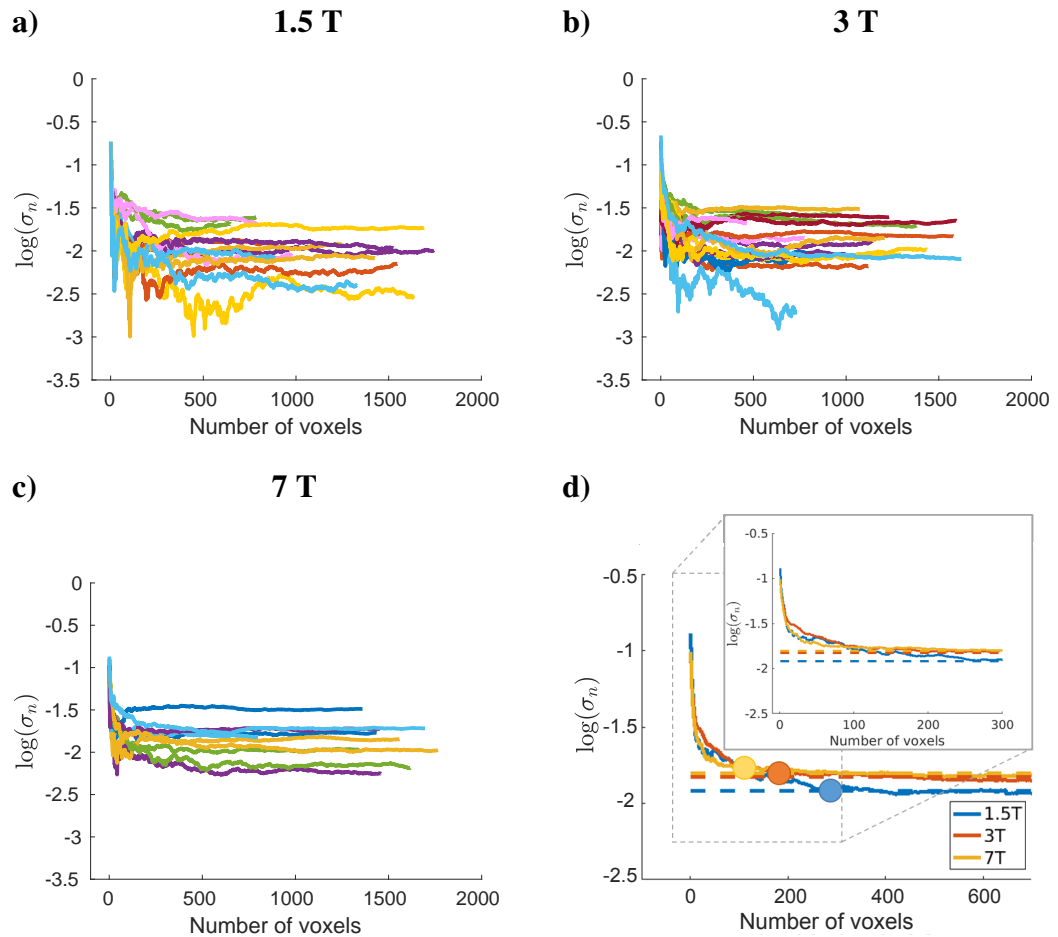 a) 1.5 T
0
-0.5
-1
-1.5
-2
-2.5
-3
-3.5
log(σn)
0 500 1000 1500 2000
Number of voxels
b) 3 T
0
-0.5
-1
-1.5
-2
-2.5
-3
-3.5
log(σn)
0 500 1000 1500 2000
Number of voxels
c) 7 T
0
-0.5
-1
-1.5
-2
-2.5
-3
-3.5
log(σn)
0 500 1000 1500 2000
Number of voxels
d)
-0.5
-1
-1.5
-2
-2.5
log(σn)
0 200 400 600
Number of voxels
-0.5
-1
-1.5
-2
-2.5
log(σn)
0 100 200 300
Number of voxels
1.5T
3T
7T